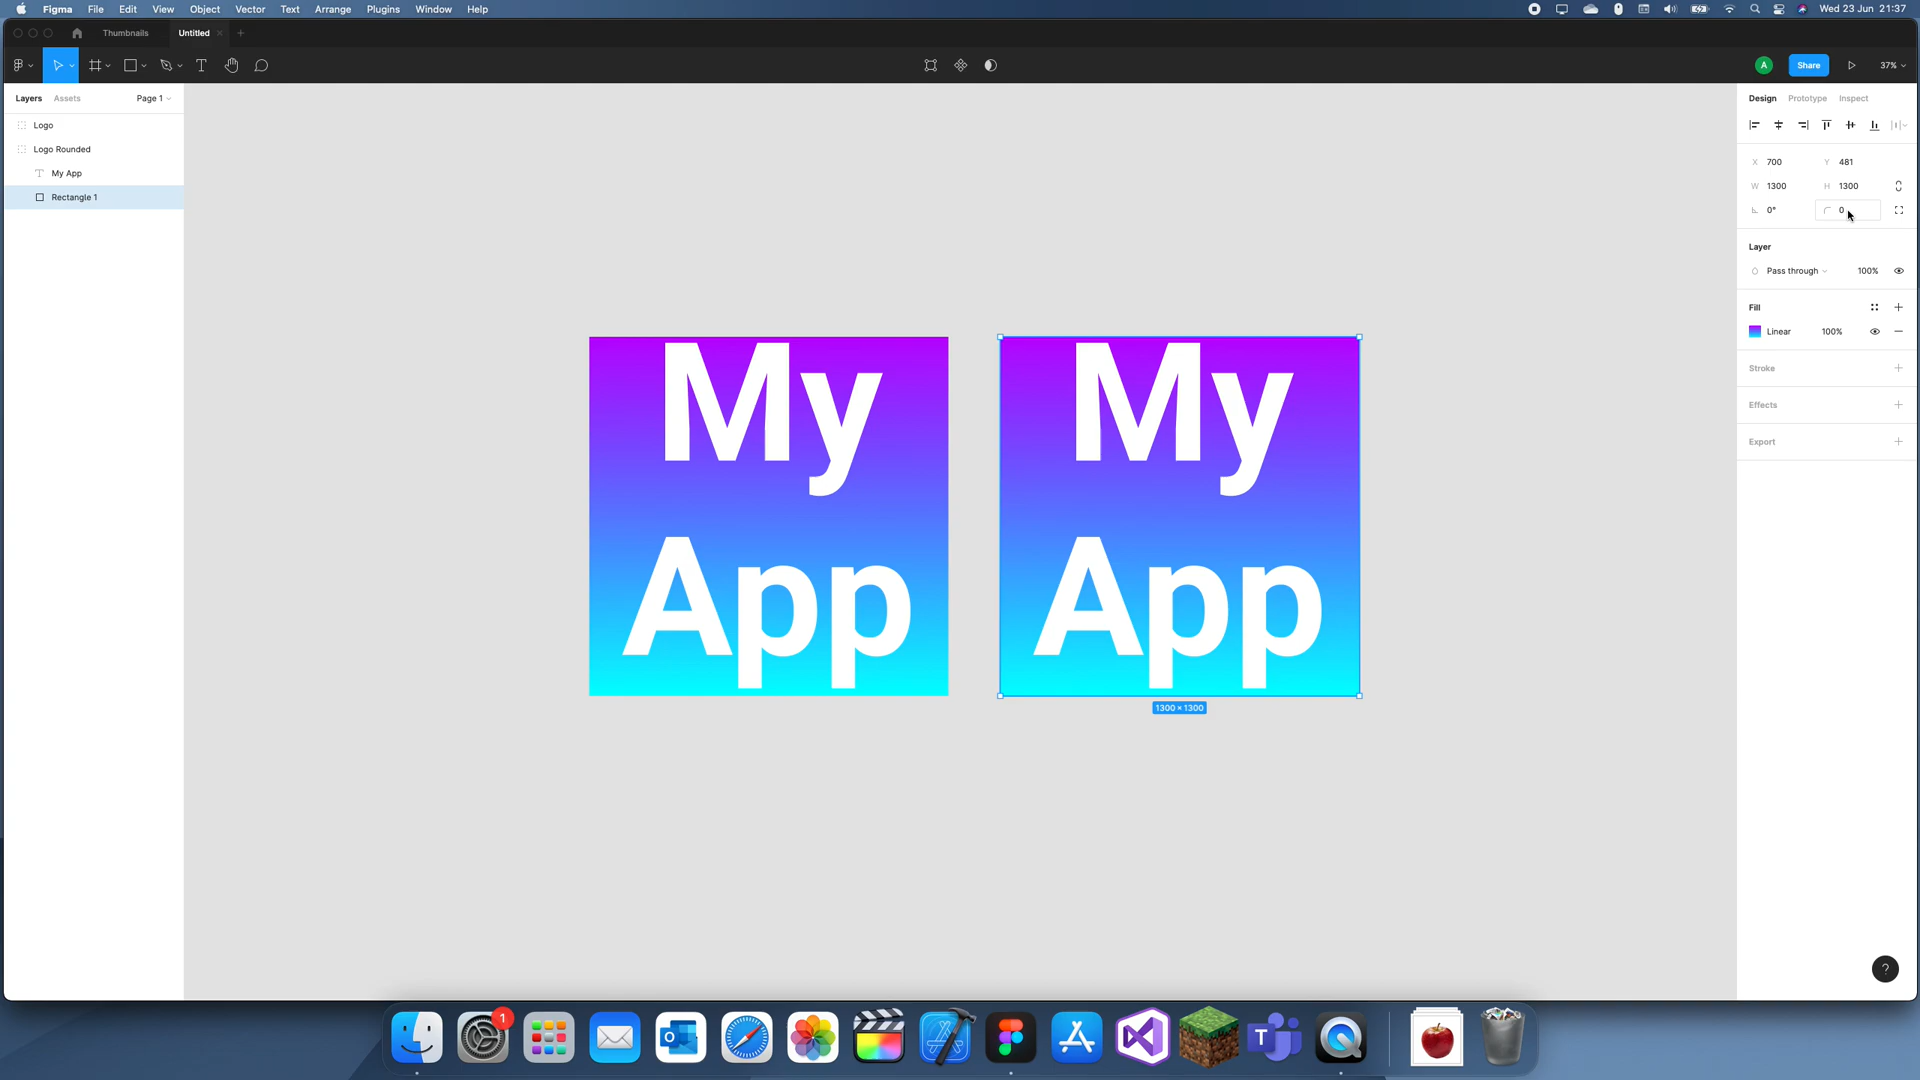 Figma File Edit View Object Vector Text Arrange Plugins Window Help Wed 23 Jun 21:37
Thumbnails Untitled
A Share 37%
Layers Assets Page 1
Logo
Logo Rounded
My App
Rectangle 1
My
App
My
App
1300 × 1300
Design Prototype Inspect
X 700 Y 481
W 1300 H 1300
0° 0
Layer
Pass through 100%
Fill
Linear 100%
Stroke
Effects
Export
?
1